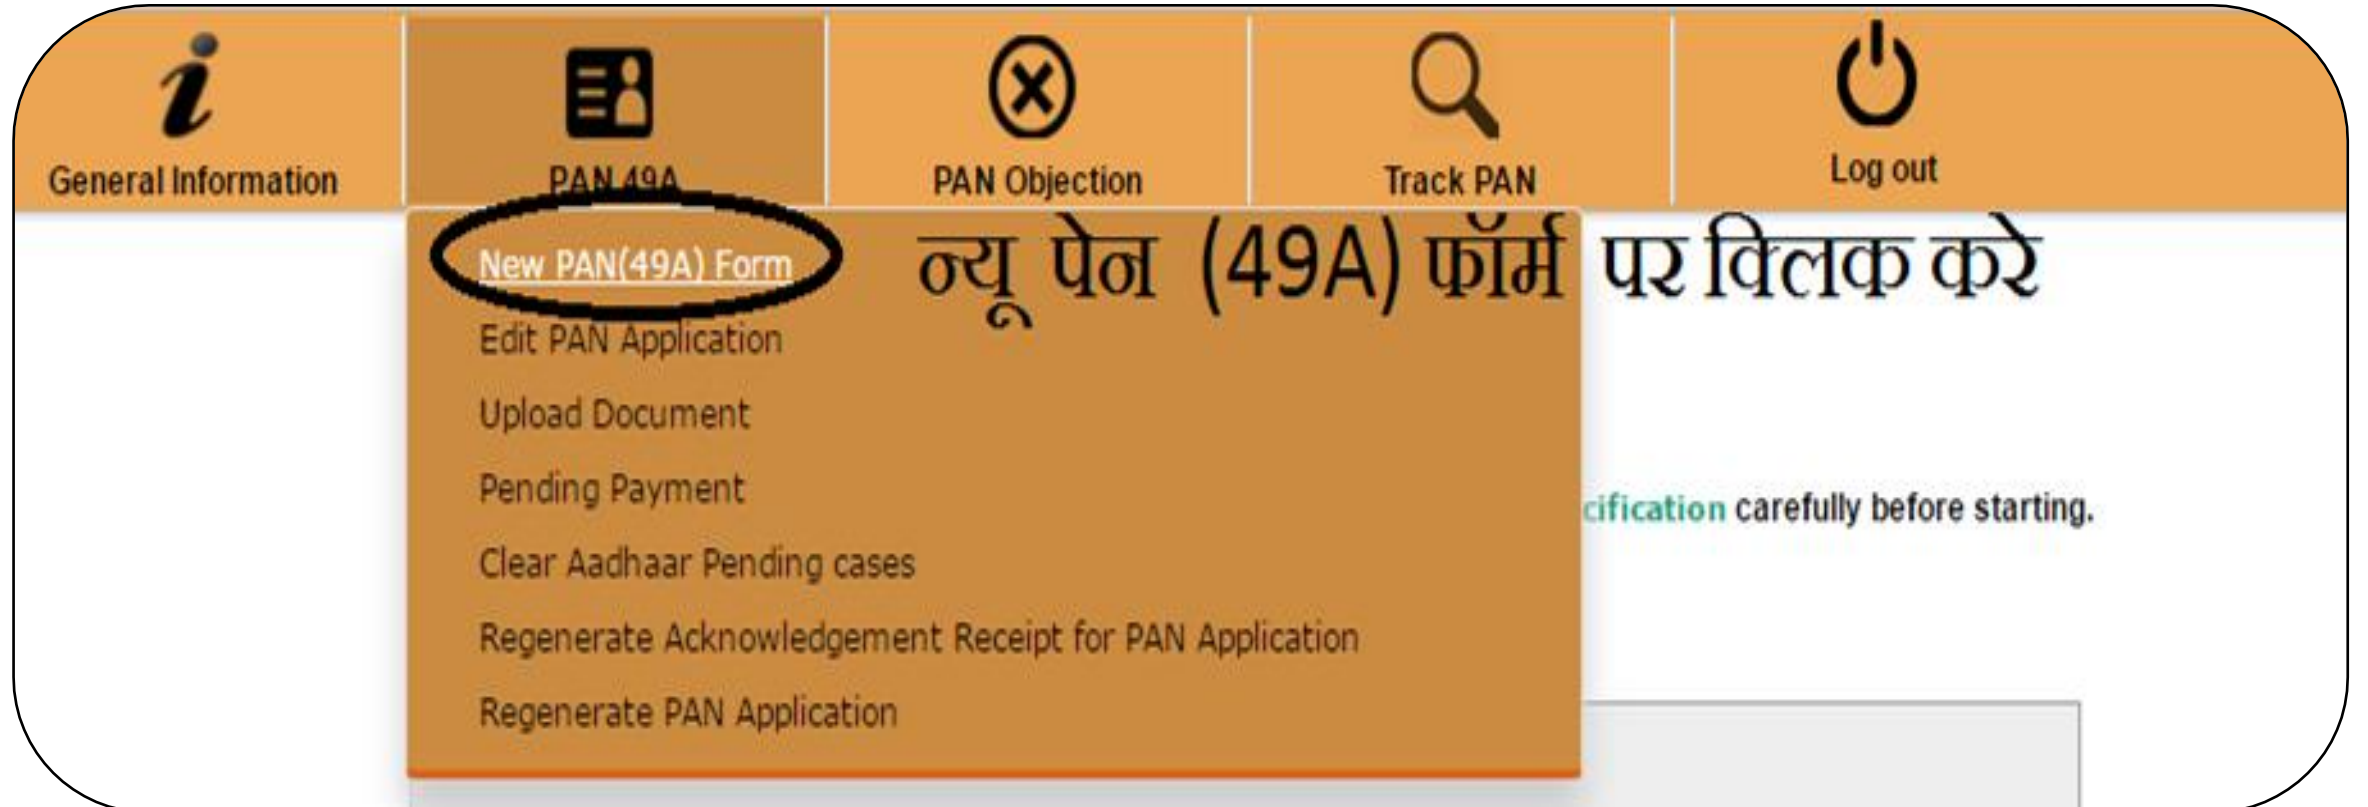 General Information
PAN 49A
PAN Objection
Track PAN
Log out
New PAN(49A) Form
न्यू पेन (49A) फॉर्म पर क्लिक करे
Edit PAN Application
Upload Document
Pending Payment
cification carefully before starting.
Clear Aadhaar Pending cases
Regenerate Acknowledgement Receipt for PAN Application
Regenerate PAN Application